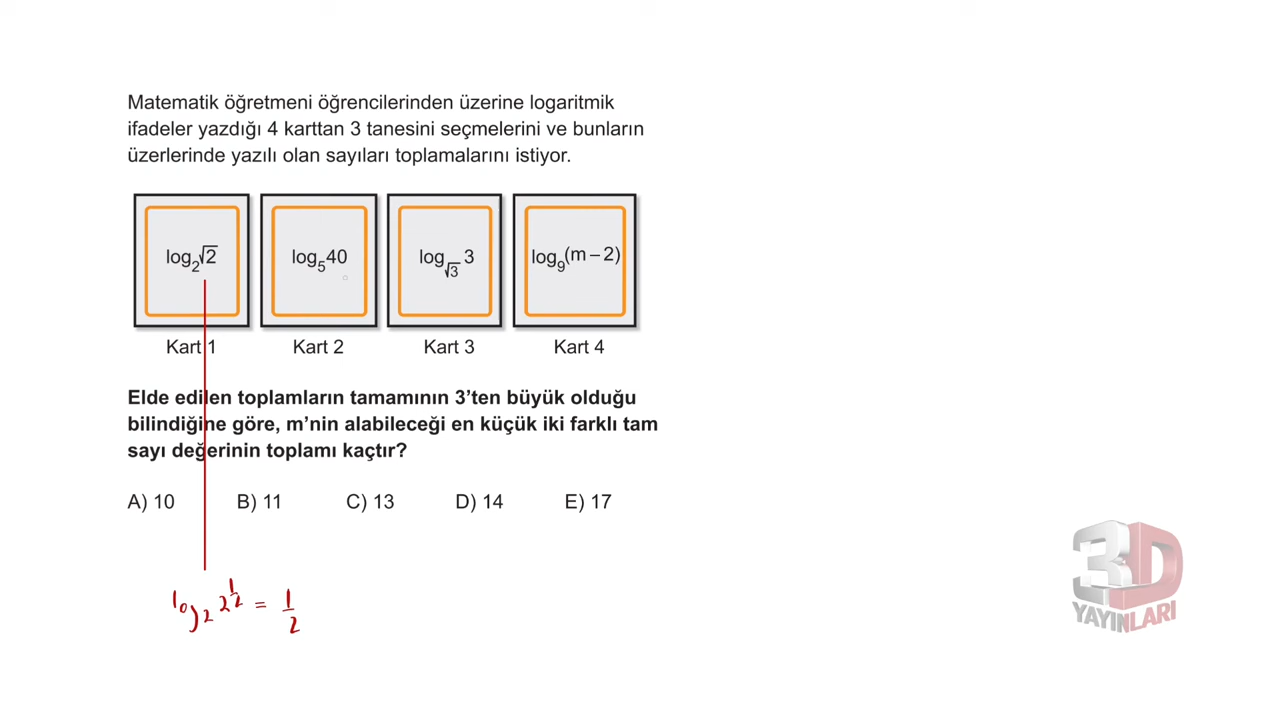 Matematik öğretmeni öğrencilerinden üzerine logaritmik
ifadeler yazdığı 4 karttan 3 tanesini seçmelerini ve bunların
üzerlerinde yazılı olan sayıları toplamalarını istiyor.
log₂√2 log₅40 log_√3 3 log₉(m – 2)
Kart 1 Kart 2 Kart 3 Kart 4
Elde edilen toplamların tamamının 3’ten büyük olduğu
bilindiğine göre, m’nin alabileceği en küçük iki farklı tam
sayı değerinin toplamı kaçtır?
A) 10 B) 11 C) 13 D) 14 E) 17
log₂ 2^(1/2) = 1/2
3D
YAYINLARI